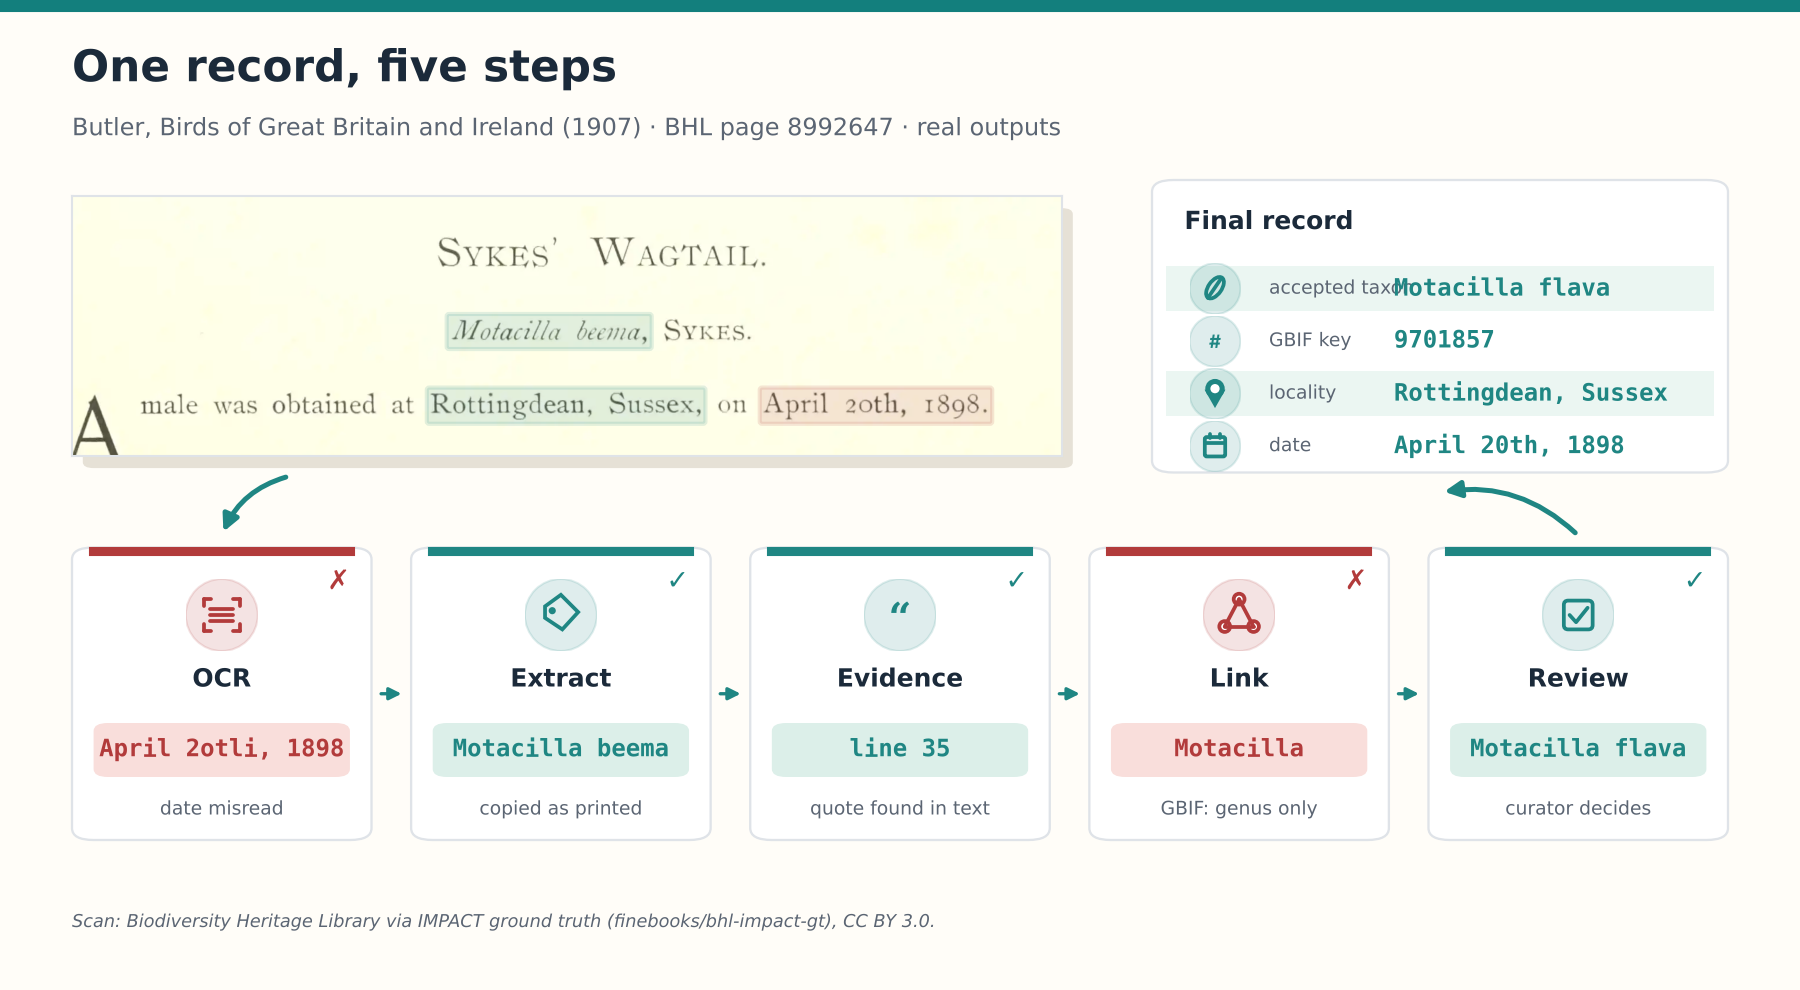 One record, five steps
Butler, Birds of Great Britain and Ireland (1907) · BHL page 8992647 · real outputs
SYKES' WAGTAIL.
Motacilla beema, SYKES.
A male was obtained at Rottingdean, Sussex, on April 20th, 1898.
Final record
accepted taxon Motacilla flava
# GBIF key 9701857
locality Rottingdean, Sussex
date April 20th, 1898
✗
OCR
April 2otli, 1898
date misread
✓
Extract
Motacilla beema
copied as printed
✓
“
Evidence
line 35
quote found in text
✗
Link
Motacilla
GBIF: genus only
✓
Review
Motacilla flava
curator decides
Scan: Biodiversity Heritage Library via IMPACT ground truth (finebooks/bhl-impact-gt), CC BY 3.0.